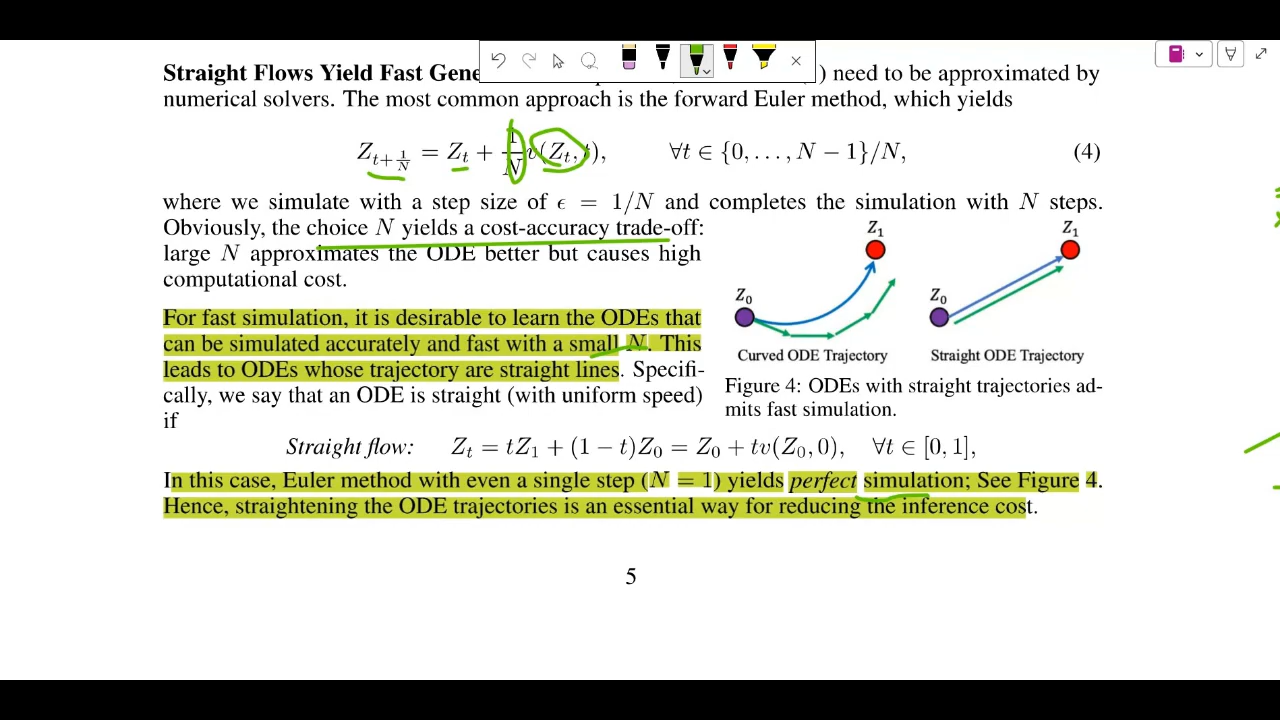 Straight Flows Yield Fast Gene ) need to be approximated by
numerical solvers. The most common approach is the forward Euler method, which yields
Z_{t+\frac{1}{N}} = Z_t + \frac{1}{N} v(Z_t, t), ∀t ∈ {0, . . . , N − 1}/N, (4)
where we simulate with a step size of ϵ = 1/N and completes the simulation with N steps.
Obviously, the choice N yields a cost-accuracy trade-off:
large N approximates the ODE better but causes high
computational cost.
For fast simulation, it is desirable to learn the ODEs that
can be simulated accurately and fast with a small N. This
leads to ODEs whose trajectory are straight lines. Specifi-
cally, we say that an ODE is straight (with uniform speed)
if
Z_1
Z_0
Curved ODE Trajectory
Z_1
Z_0
Straight ODE Trajectory
Figure 4: ODEs with straight trajectories ad-
mits fast simulation.
Straight flow: Z_t = tZ_1 + (1 − t)Z_0 = Z_0 + tv(Z_0, 0), ∀t ∈ [0, 1],
In this case, Euler method with even a single step (N = 1) yields perfect simulation; See Figure 4.
Hence, straightening the ODE trajectories is an essential way for reducing the inference cost.
5